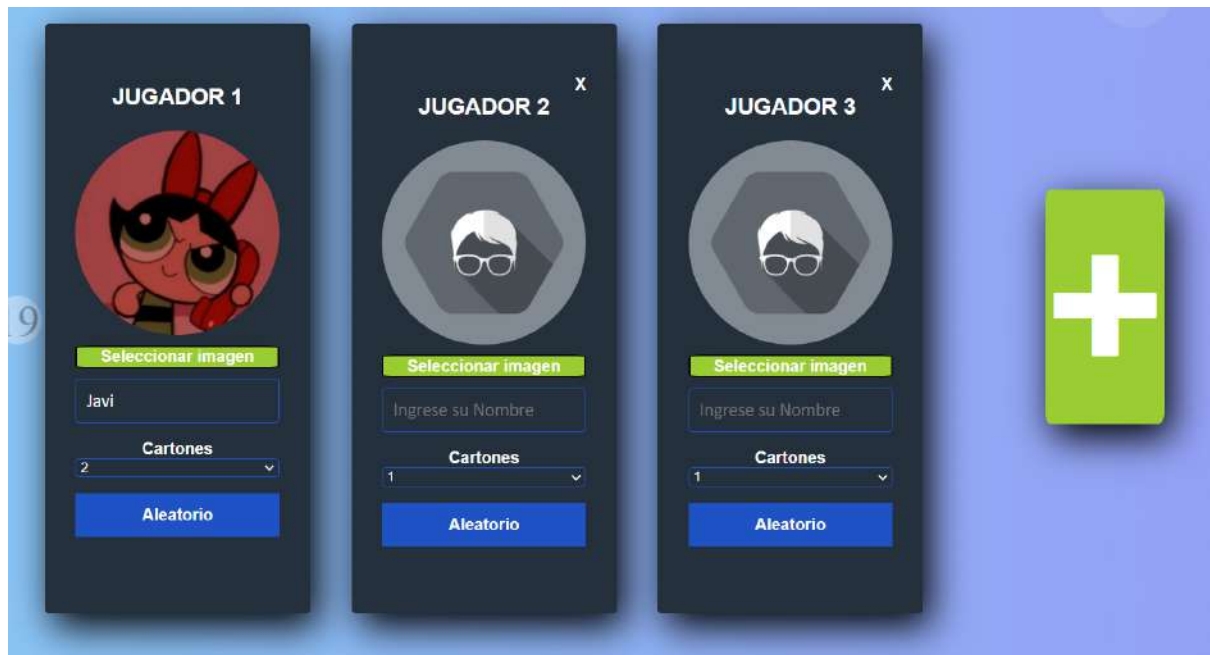 JUGADOR 1
Seleccionar imagen
Javi
Cartones
2
Aleatorio
X
JUGADOR 2
Seleccionar imagen
Ingrese su Nombre
Cartones
1
Aleatorio
X
JUGADOR 3
Seleccionar imagen
Ingrese su Nombre
Cartones
1
Aleatorio
19